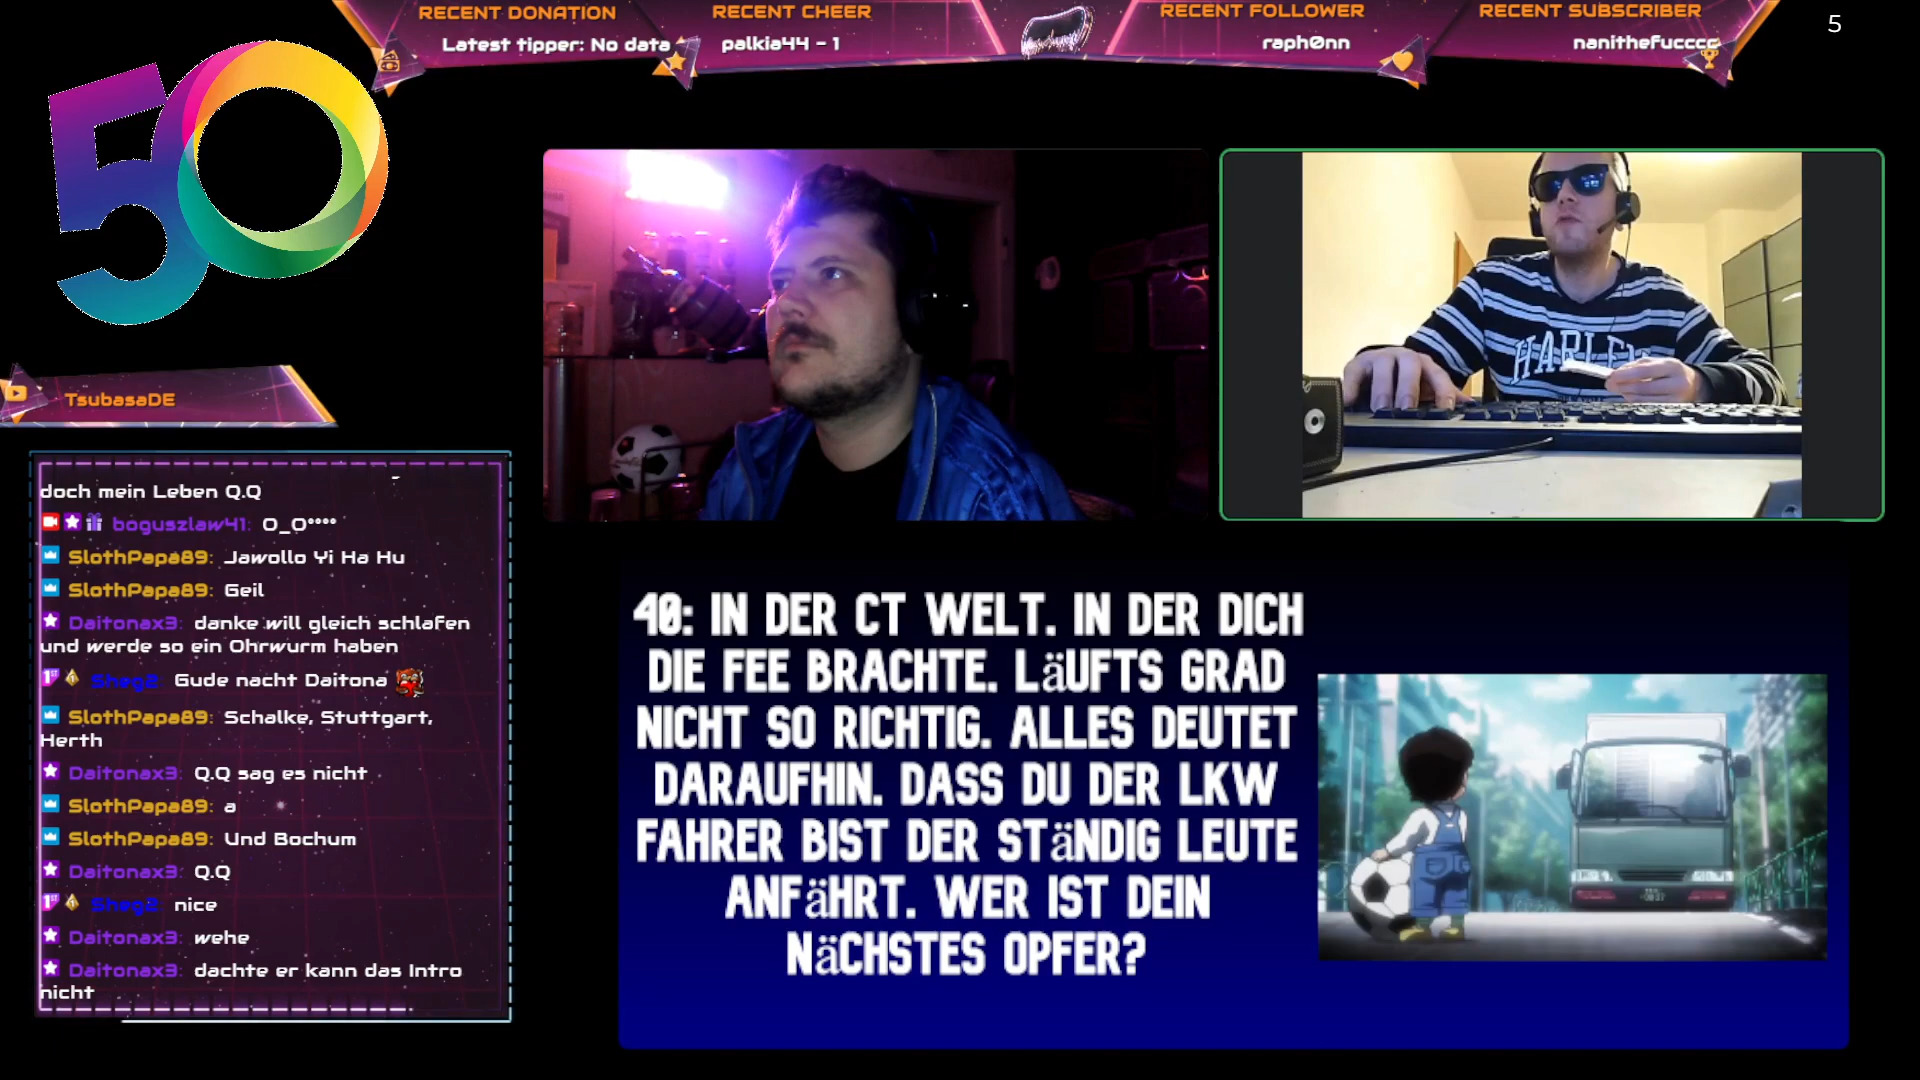 RECENT DONATION
Latest tipper: No data
RECENT CHEER
palkia44 - 1
RECENT FOLLOWER
raph0nn
RECENT SUBSCRIBER
nanithefucccc
5
50
TsubasaDE
HARLEM
doch mein Leben Q.Q
boguszlaw41: O_O°°°°
SlothPapa89: Jawollo Yi Ha Hu
SlothPapa89: Geil
Daitonax3: danke will gleich schlafen
und werde so ein Ohrwurm haben
Sheg2: Gude nacht Daitona
SlothPapa89: Schalke, Stuttgart,
Herth
Daitonax3: Q.Q sag es nicht
SlothPapa89: a
SlothPapa89: Und Bochum
Daitonax3: Q.Q
Sheg2: nice
Daitonax3: wehe
Daitonax3: dachte er kann das Intro
nicht
40: IN DER CT WELT. IN DER DICH
DIE FEE BRACHTE. LäUFTS GRAD
NICHT SO RICHTIG. ALLES DEUTET
DARAUFHIN. DASS DU DER LKW
FAHRER BIST DER STäNDIG LEUTE
ANFäHRT. WER IST DEIN
NäCHSTES OPFER?